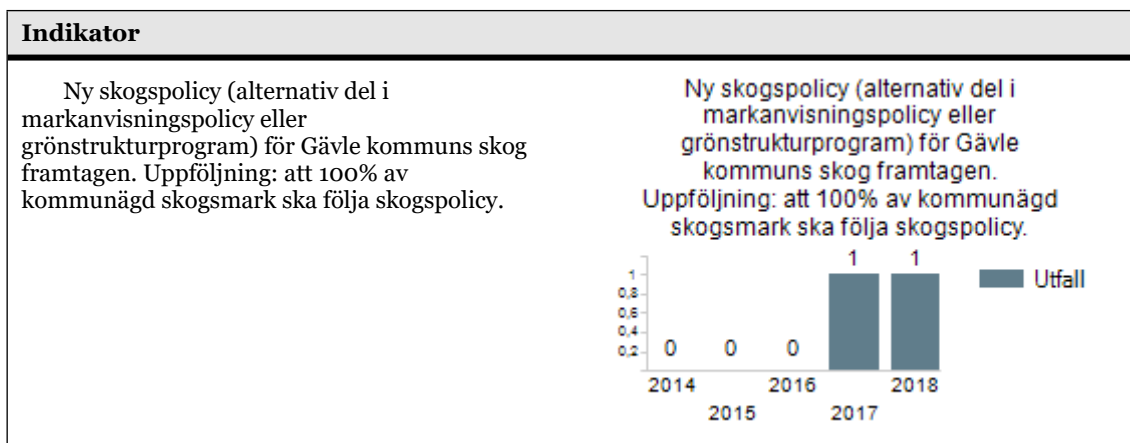 Indikator
Ny skogspolicy (alternativ del i
markanvisningspolicy eller
grönstrukturprogram) för Gävle kommuns skog
framtagen. Uppföljning: att 100% av
kommunägd skogsmark ska följa skogspolicy.
Ny skogspolicy (alternativ del i
markanvisningspolicy eller
grönstrukturprogram) för Gävle
kommuns skog framtagen.
Uppföljning: att 100% av kommunägd
skogsmark ska följa skogspolicy.
1 1
Utfall
1
0,8
0,6
0,4
0,2
0 0 0
2014 2016 2018
2015 2017